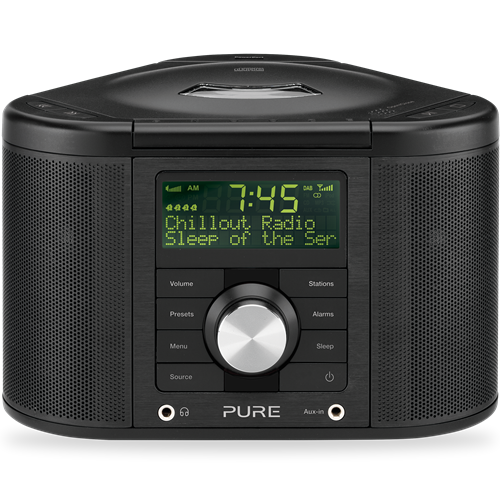 AM 7:45 DAB
Chillout Radio
Sleep of the Ser
Volume Stations
Presets Alarms
Menu Sleep
Source
PURE Aux-in